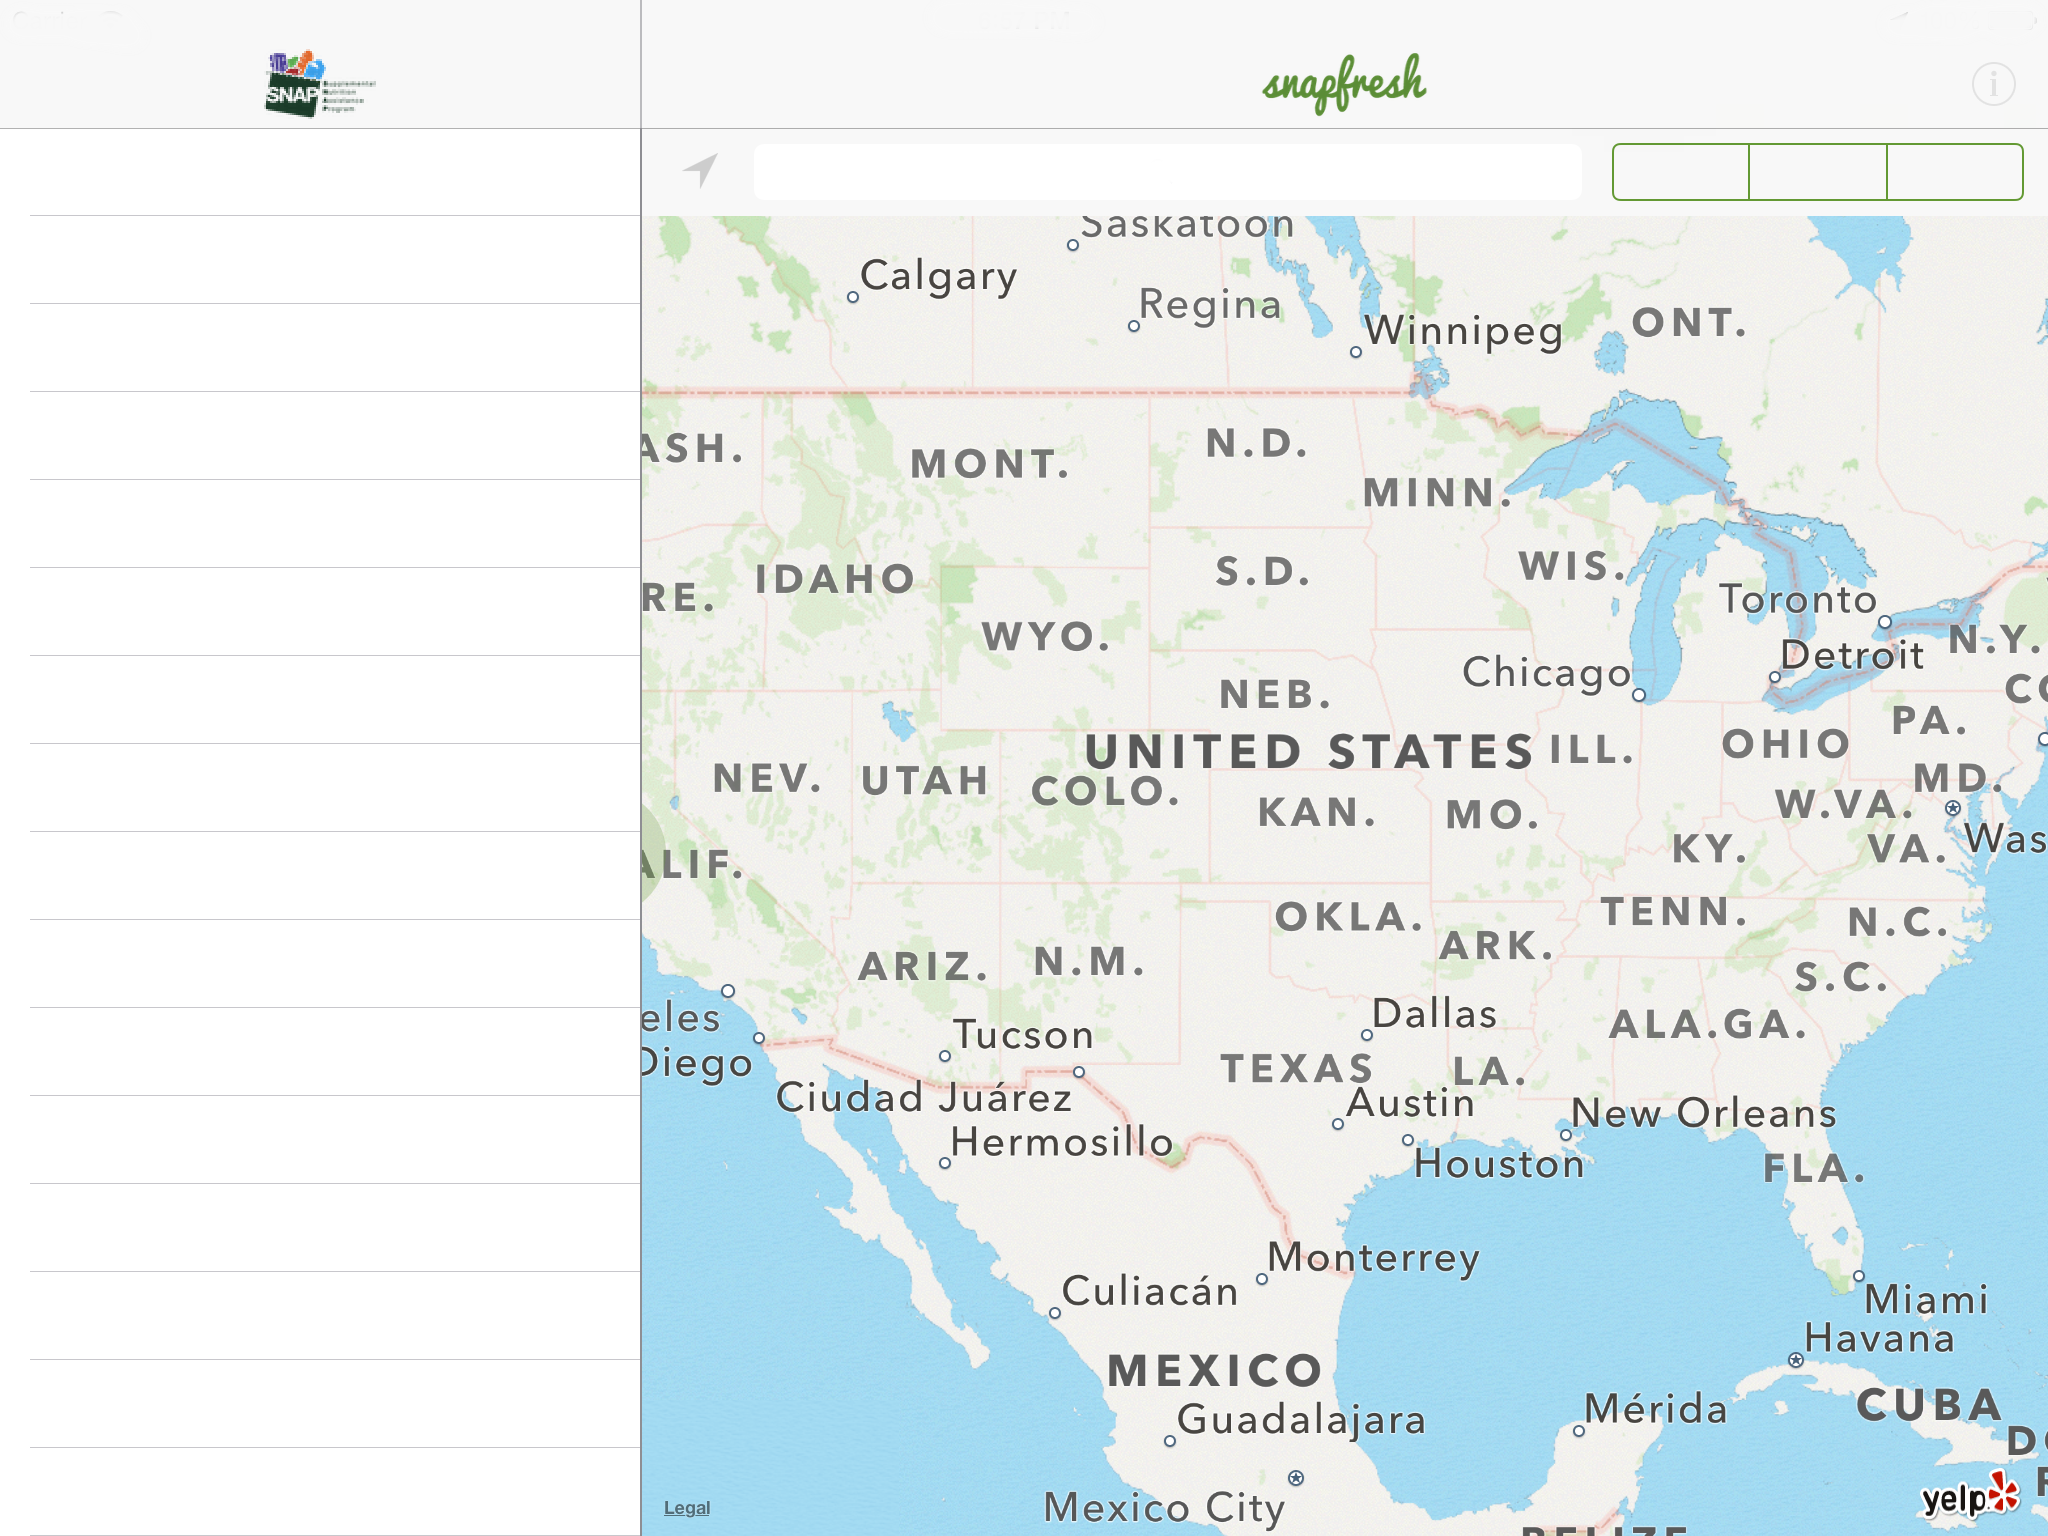 SNAP
Supplemental
Nutrition
Assistance
Program
snapfresh
Saskatoon
Calgary
Regina
Winnipeg
ONT.
ASH.
MONT.
N.D.
MINN.
RE.
IDAHO
S.D.
WIS.
WYO.
Toronto
N.Y.
Detroit
Chicago
NEB.
PA.
OHIO
UNITED STATES
ILL.
NEV.
UTAH
COLO.
MD.
KAN.
MO.
W.VA.
KY.
VA.
Was
ALIF.
OKLA.
TENN.
N.C.
ARK.
ARIZ.
N.M.
S.C.
eles
Dallas
ALA.
GA.
Diego
Tucson
TEXAS
LA.
Ciudad Juárez
Austin
New Orleans
Hermosillo
Houston
FLA.
Monterrey
Culiacán
Miami
Havana
MEXICO
CUBA
Guadalajara
Mérida
Mexico City
Legal
yelp